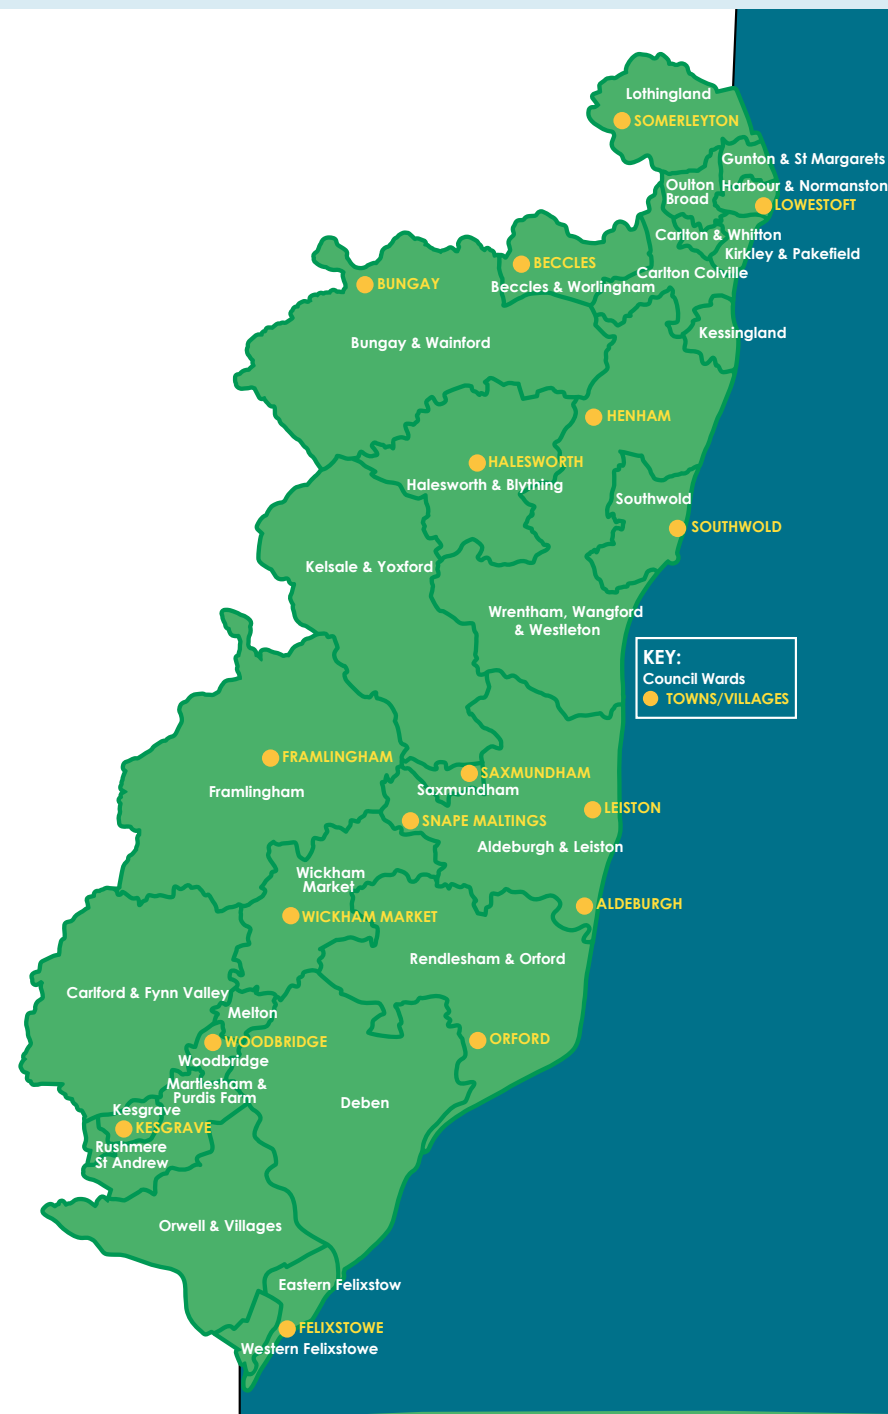 Lothingland
SOMERLEYTON
Gunton & St Margarets
Oulton
Broad
Harbour & Normanston
LOWESTOFT
Carlton & Whitton
Kirkley & Pakefield
BECCLES
Carlton Colville
BUNGAY
Beccles & Worlingham
Kessingland
Bungay & Wainford
HENHAM
HALESWORTH
Halesworth & Blything
Southwold
SOUTHWOLD
Kelsale & Yoxford
Wrentham, Wangford
& Westleton
KEY:
Council Wards
TOWNS/VILLAGES
FRAMLINGHAM
SAXMUNDHAM
Framlingham
Saxmundham
LEISTON
SNAPE MALTINGS
Aldeburgh & Leiston
Wickham
Market
ALDEBURGH
WICKHAM MARKET
Rendlesham & Orford
Carlford & Fynn Valley
Melton
WOODBRIDGE
ORFORD
Woodbridge
Martlesham &
Purdis Farm
Deben
Kesgrave
KESGRAVE
Rushmere
St Andrew
Orwell & Villages
Eastern Felixstow
FELIXSTOWE
Western Felixstowe